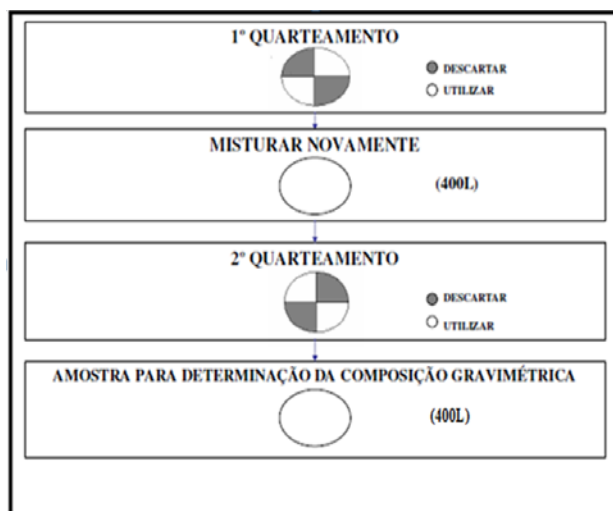 1º QUARTEAMENTO
DESCARTAR
UTILIZAR
MISTURAR NOVAMENTE
(400L)
2º QUARTEAMENTO
DESCARTAR
UTILIZAR
AMOSTRA PARA DETERMINAÇÃO DA COMPOSIÇÃO GRAVIMÉTRICA
(400L)